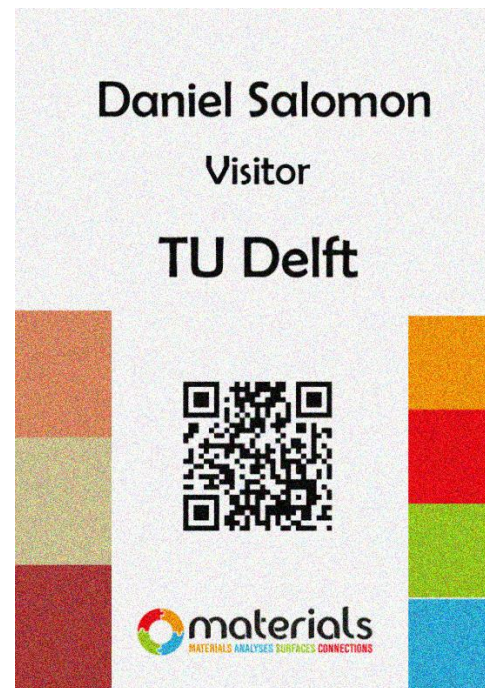 Daniel Salomon
Visitor
TU Delft
materials
MATERIALS ANALYSES SURFACES CONNECTIONS